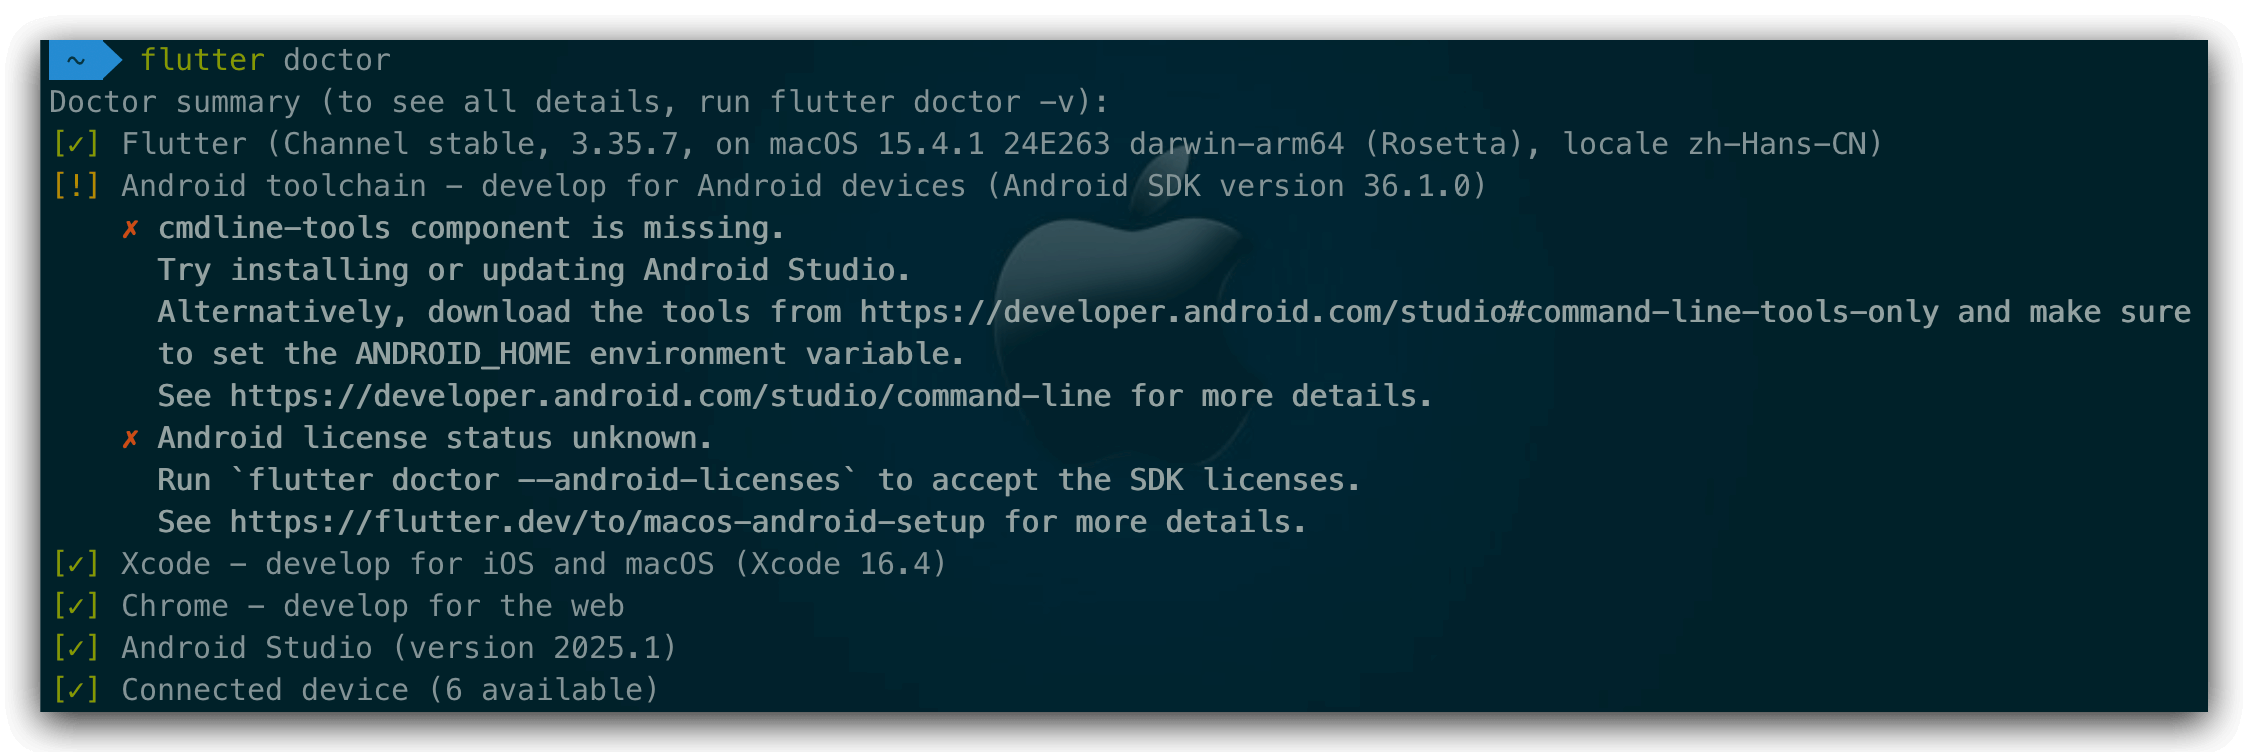 ~ flutter doctor
Doctor summary (to see all details, run flutter doctor -v):
[✓] Flutter (Channel stable, 3.35.7, on macOS 15.4.1 24E263 darwin-arm64 (Rosetta), locale zh-Hans-CN)
[!] Android toolchain - develop for Android devices (Android SDK version 36.1.0)
    ✗ cmdline-tools component is missing.
      Try installing or updating Android Studio.
      Alternatively, download the tools from https://developer.android.com/studio#command-line-tools-only and make sure
      to set the ANDROID_HOME environment variable.
      See https://developer.android.com/studio/command-line for more details.
    ✗ Android license status unknown.
      Run `flutter doctor --android-licenses` to accept the SDK licenses.
      See https://flutter.dev/to/macos-android-setup for more details.
[✓] Xcode - develop for iOS and macOS (Xcode 16.4)
[✓] Chrome - develop for the web
[✓] Android Studio (version 2025.1)
[✓] Connected device (6 available)